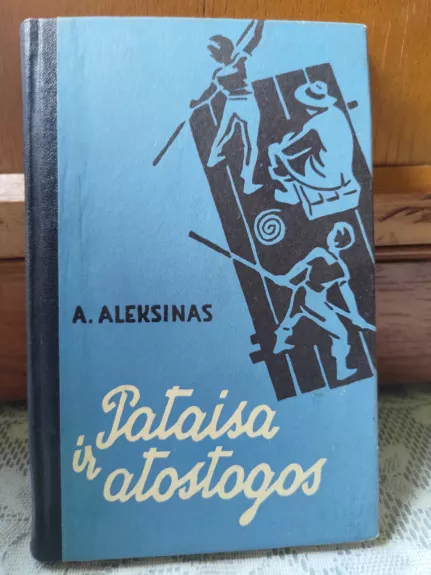 A. ALEKSINAS
Pataisa
ir
atostogos